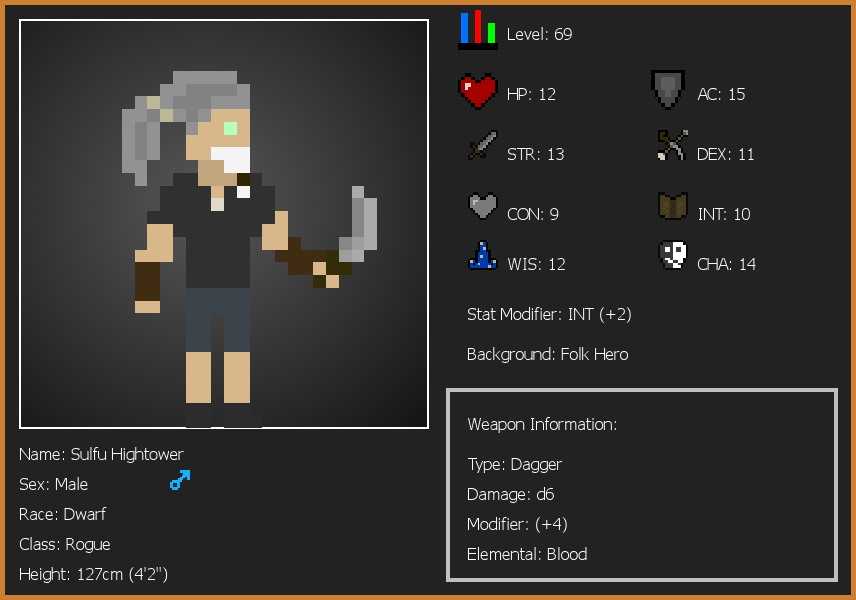 Level: 69
HP: 12
AC: 15
STR: 13
DEX: 11
CON: 9
INT: 10
WIS: 12
CHA: 14
Stat Modifier: INT (+2)
Background: Folk Hero
Weapon Information:
Type: Dagger
Damage: d6
Modifier: (+4)
Elemental: Blood
Name: Sulfu Hightower
Sex: Male
Race: Dwarf
Class: Rogue
Height: 127cm (4'2")